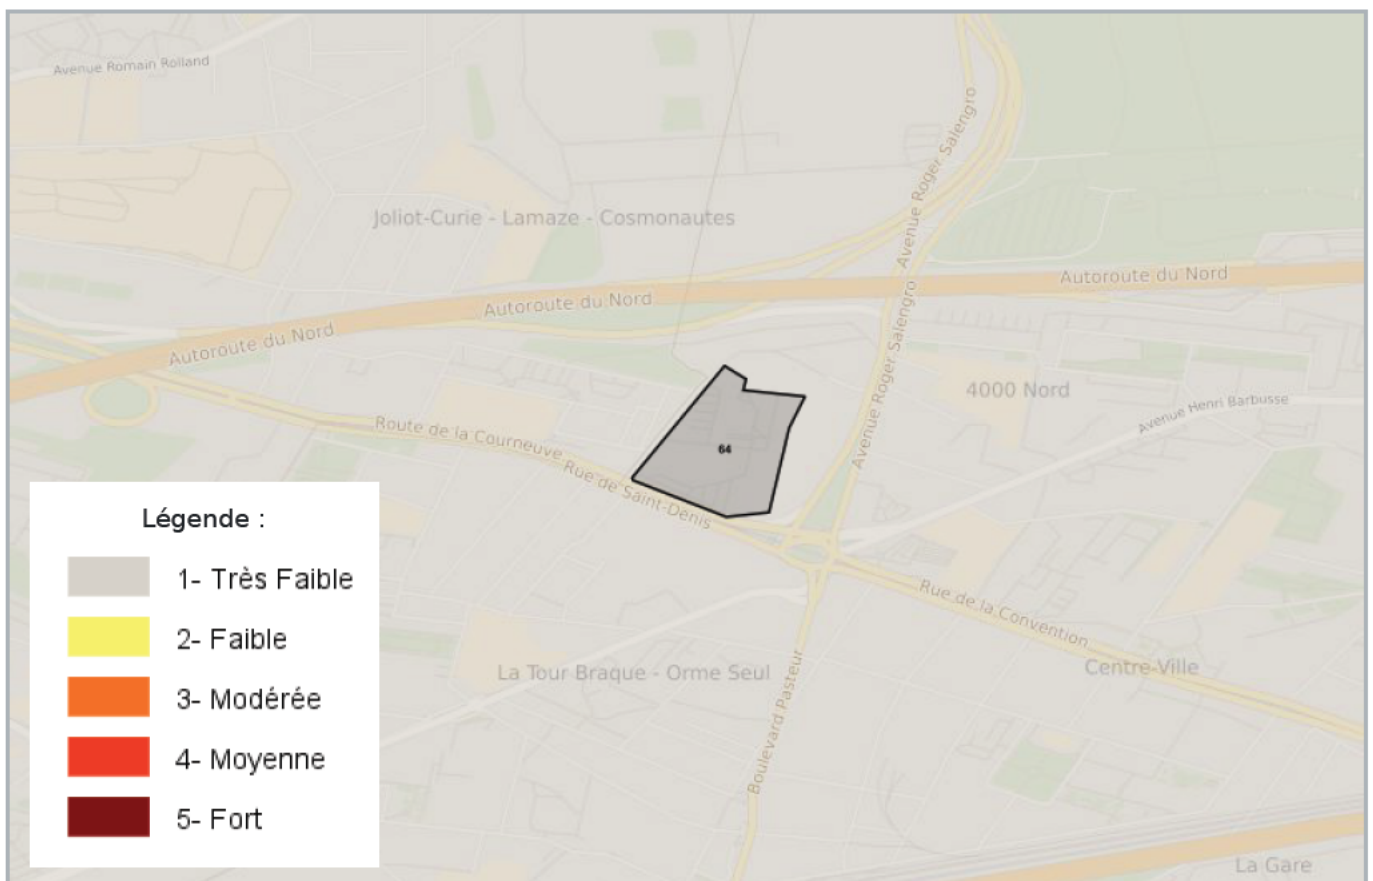 Avenue Romain Rolland
Avenue Roger Salengro
Joliot-Curie - Lamaze - Cosmonautes
Avenue Roger Salengro
Autoroute du Nord
Autoroute du Nord
Autoroute du Nord
Avenue Roger Salengro
4000 Nord
Avenue Henri Barbusse
Route de la Courneuve
64
Rue de Saint-Denis
Légende :
1- Très Faible
2- Faible
3- Modérée
4- Moyenne
5- Fort
Rue de la Convention
La Tour Braque - Orme Seul
Centre-Ville
Boulevard Pasteur
La Gare